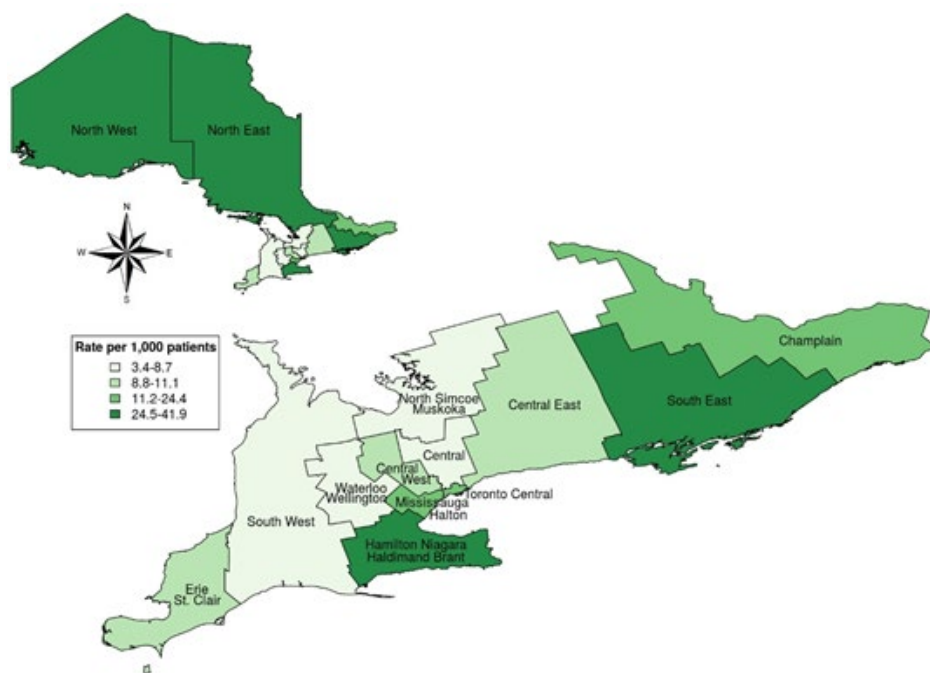 North West
North East
N
W
E
S
Rate per 1,000 patients
3.4-8.7
8.8-11.1
11.2-24.4
24.5-41.9
Champlain
North Simcoe
Muskoka
Central East
South East
Central
Central
West
Waterloo
Wellington
Toronto Central
Mississauga
Halton
South West
Hamilton Niagara
Haldimand Brant
Erie
St. Clair